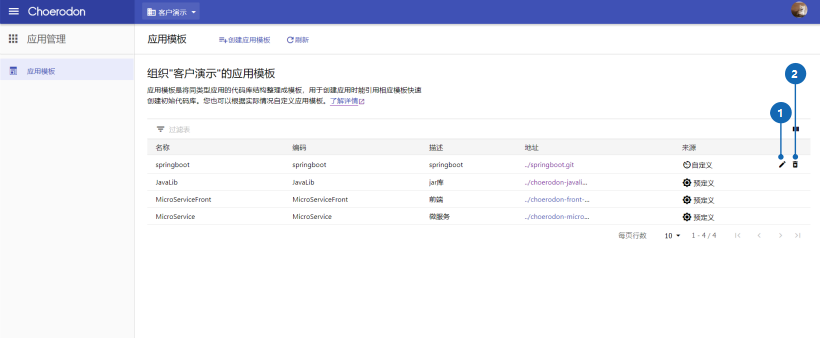 Choerodon
客户演示
应用管理
应用模板
创建应用模板
刷新
应用模板
组织"客户演示"的应用模板
应用模板是将同类型应用的代码库结构整理成模板，用于创建应用时能引用相应模板快速
创建初始代码库。您也可以根据实际情况自定义应用模板。了解详情
1
2
过滤表
名称 编码 描述 地址 来源
springboot springboot springboot ../springboot.git 自定义
JavaLib JavaLib jar库 ../choerodon-javali... 预定义
MicroServiceFront MicroServiceFront 前端 ../choerodon-front-... 预定义
MicroService MicroService 微服务 ../choerodon-micro... 预定义
每页行数 10 1 - 4 / 4